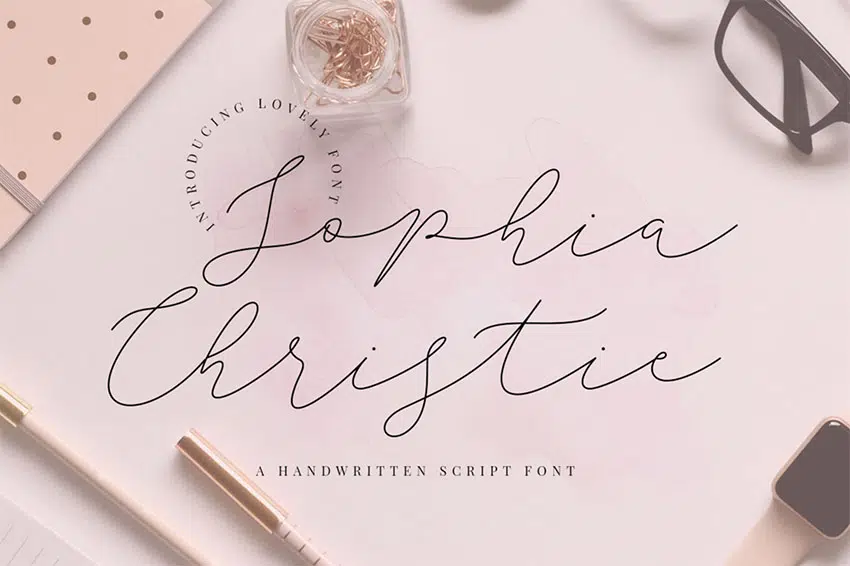 INTRODUCING LOVELY FONT
Sophia
Christie
A HANDWRITTEN SCRIPT FONT